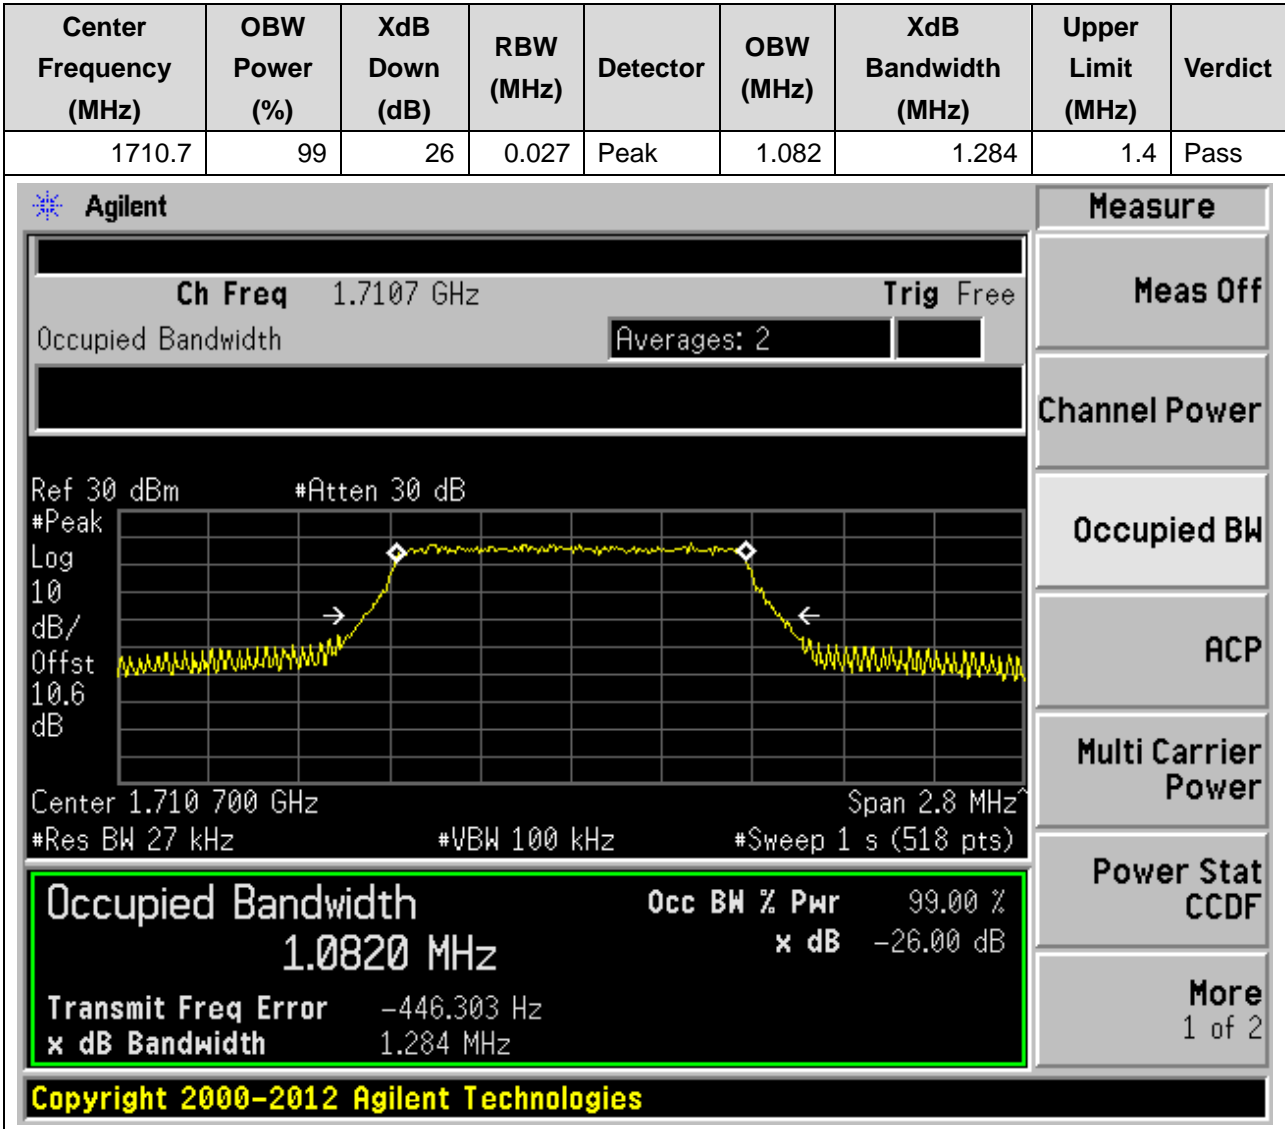 Center Frequency (MHz) OBW Power (%) XdB Down (dB) RBW (MHz) Detector OBW (MHz) XdB Bandwidth (MHz) Upper Limit (MHz) Verdict
1710.7 99 26 0.027 Peak 1.082 1.284 1.4 Pass
Agilent
Measure
Ch Freq 1.7107 GHz Trig Free
Meas Off
Occupied Bandwidth Averages: 2
Channel Power
Ref 30 dBm #Atten 30 dB
#Peak
Log
10
dB/
Offst
10.6
dB
Occupied BW
ACP
Center 1.710 700 GHz Span 2.8 MHz^
#Res BW 27 kHz #VBW 100 kHz #Sweep 1 s (518 pts)
Multi Carrier
Power
Occupied Bandwidth Occ BW % Pwr 99.00 %
1.0820 MHz x dB -26.00 dB
Power Stat
CCDF
Transmit Freq Error -446.303 Hz
x dB Bandwidth 1.284 MHz
More
1 of 2
Copyright 2000-2012 Agilent Technologies